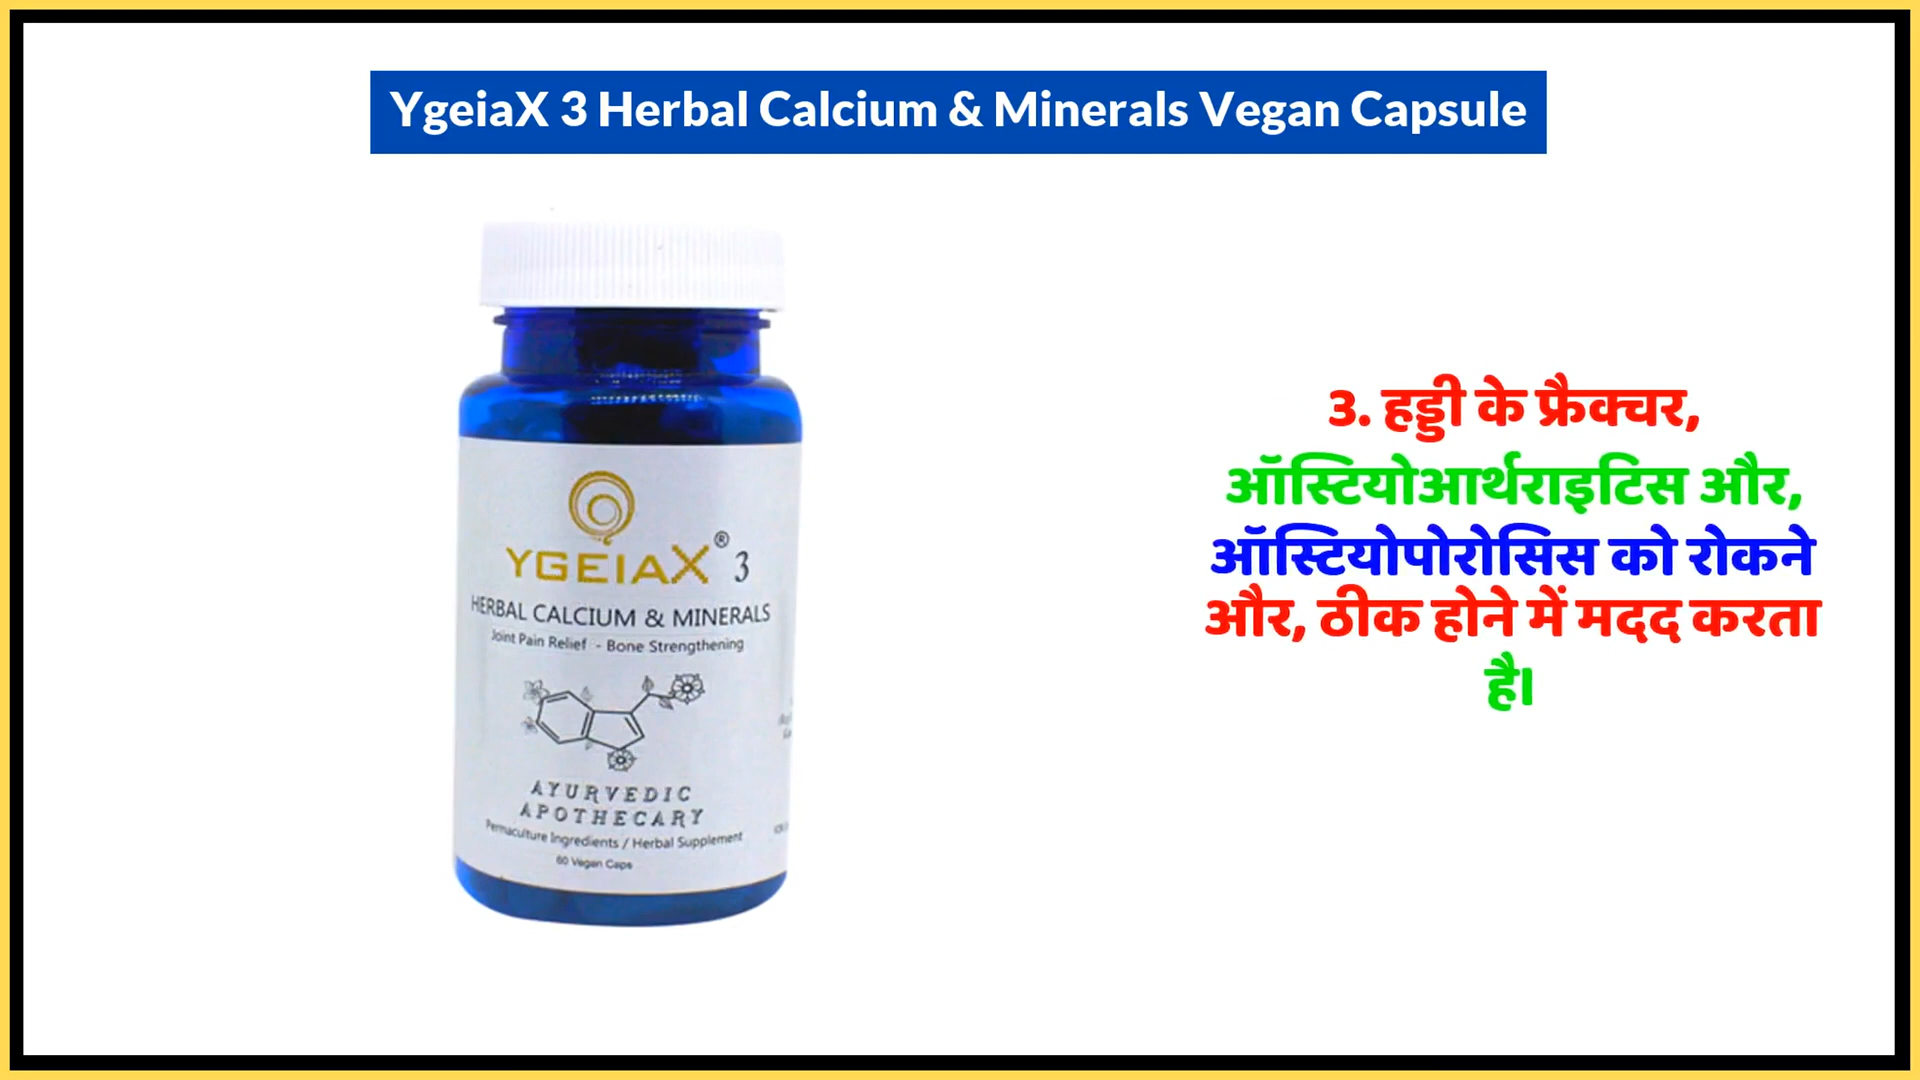 YgeiaX 3 Herbal Calcium & Minerals Vegan Capsule
YGEIAX® 3
HERBAL CALCIUM & MINERALS
Joint Pain Relief - Bone Strengthening
AYURVEDIC
APOTHECARY
Permaculture Ingredients / Herbal Supplement
60 Vegan Caps
3. हड्डी के फ्रैक्चर,
ऑस्टियोआर्थराइटिस और,
ऑस्टियोपोरोसिस को रोकने
और, ठीक होने में मदद करता
है।